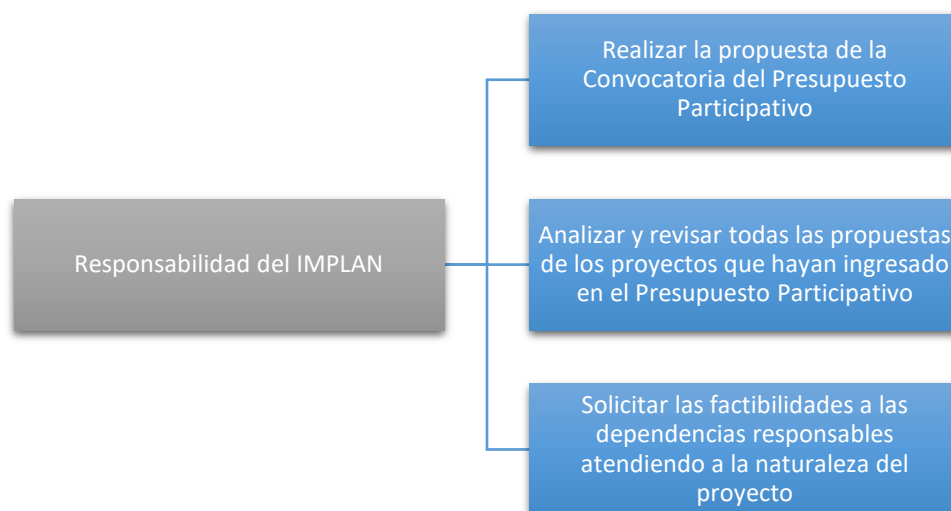 Realizar la propuesta de la
Convocatoria del Presupuesto
Participativo
Responsabilidad del IMPLAN
Analizar y revisar todas las propuestas
de los proyectos que hayan ingresado
en el Presupuesto Participativo
Solicitar las factibilidades a las
dependencias responsables
atendiendo a la naturaleza del
proyecto